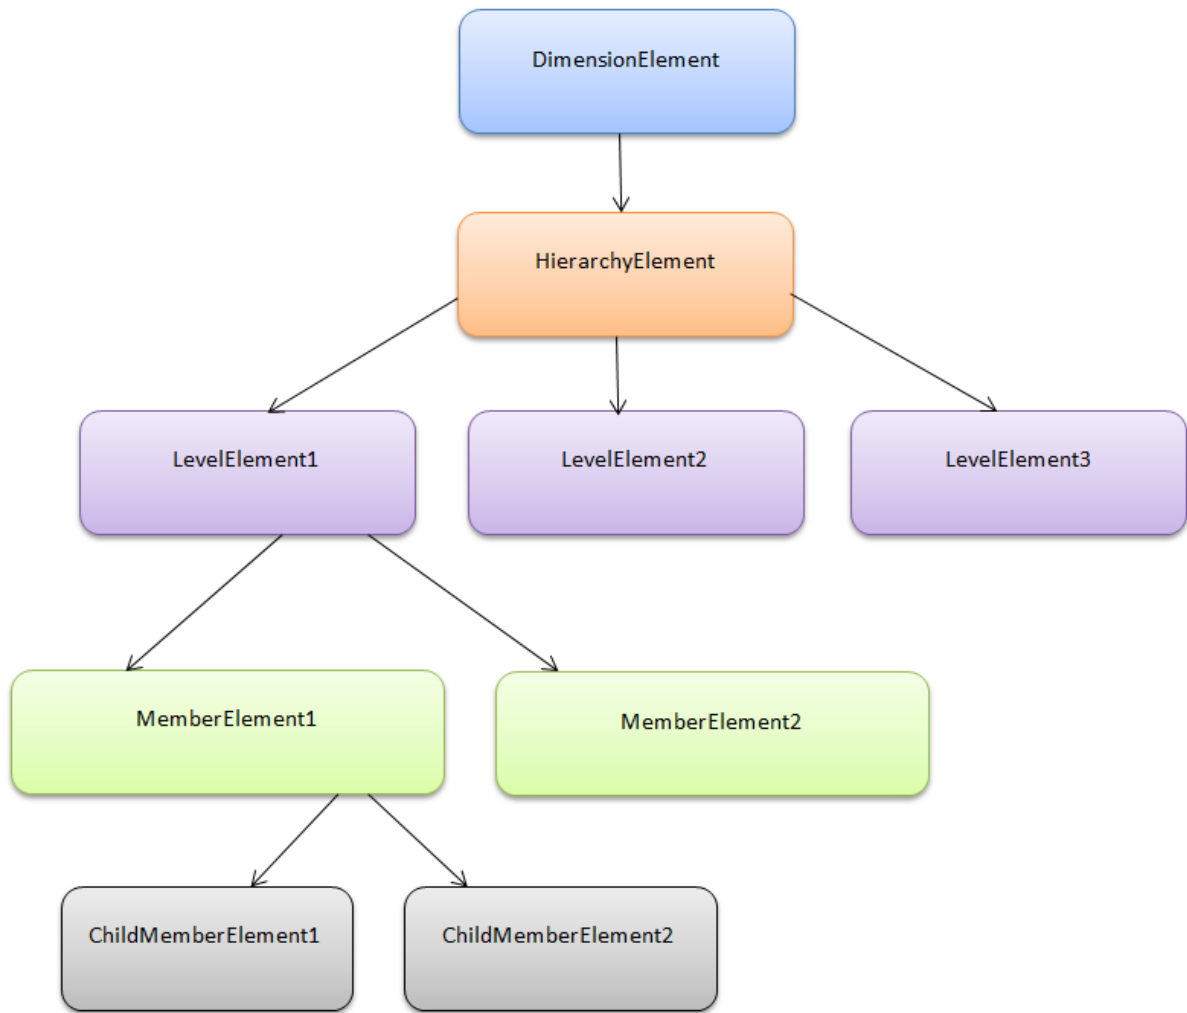 DimensionElement
HierarchyElement
LevelElement1
LevelElement2
LevelElement3
MemberElement1
MemberElement2
ChildMemberElement1
ChildMemberElement2